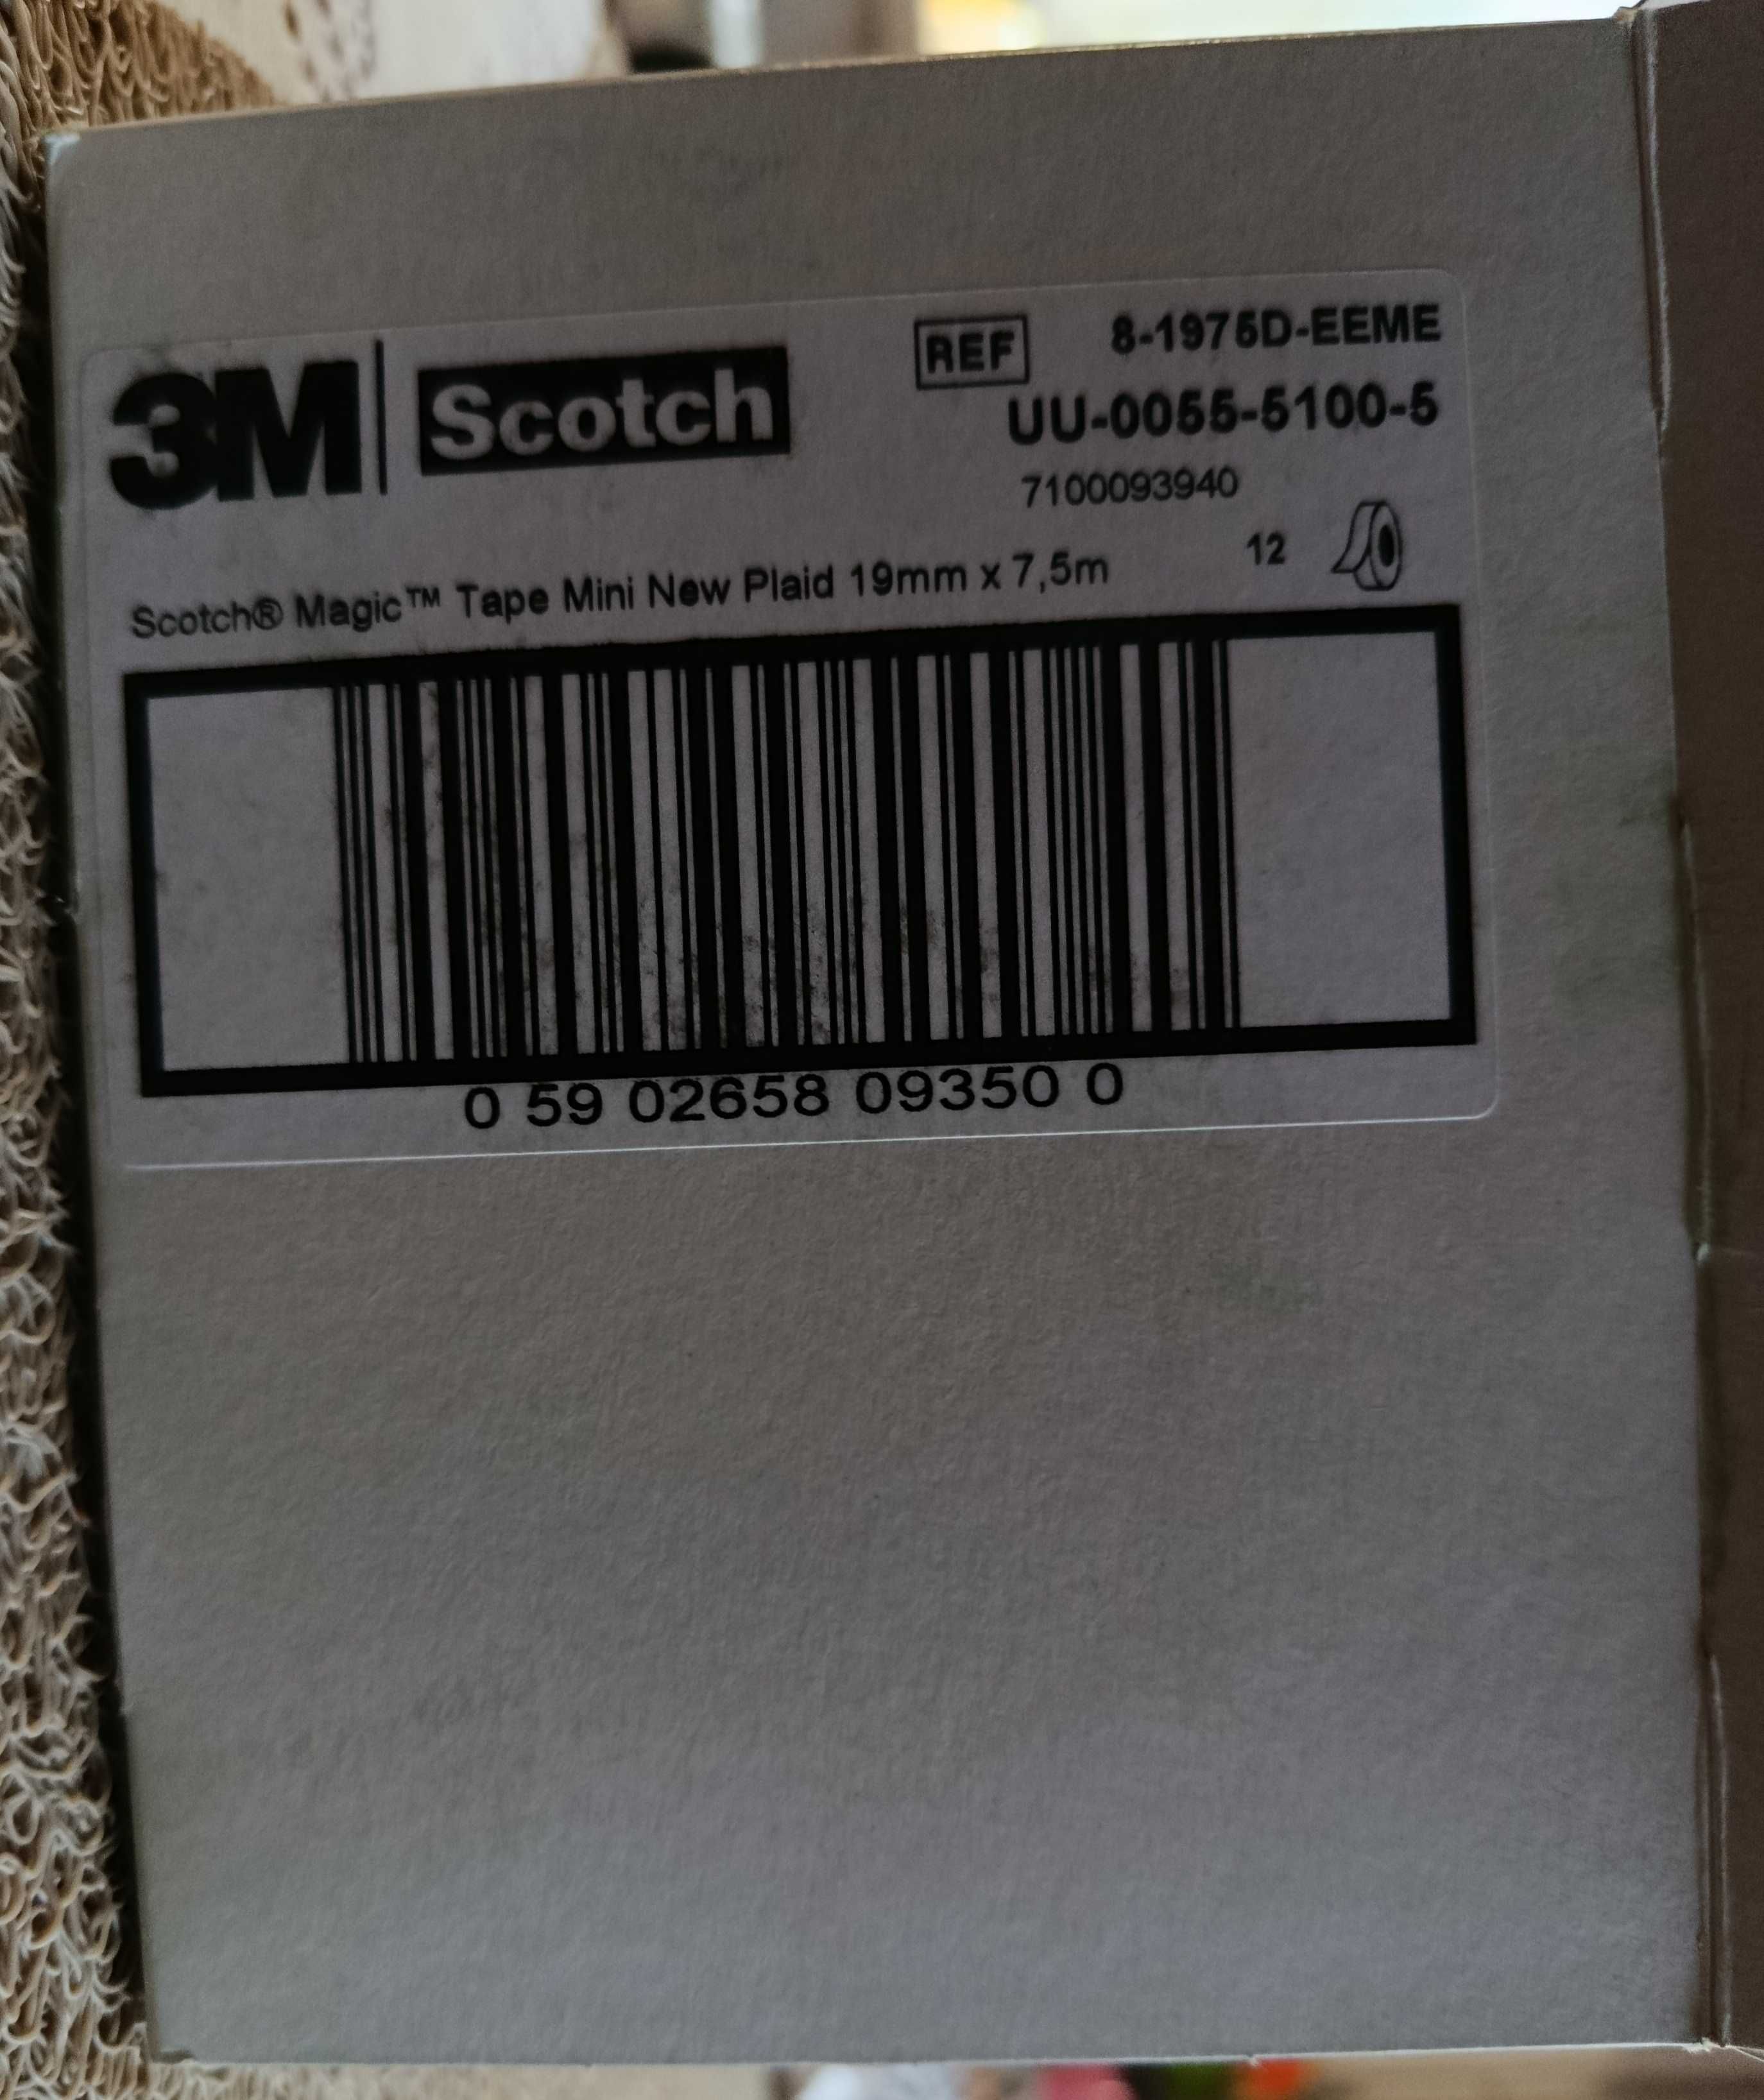 3M Scotch
REF 8-1975D-EEME
UU-0055-5100-5
7100093940
12
Scotch® Magic™ Tape Mini New Plaid 19mm x 7,5m
0 59 02658 09350 0